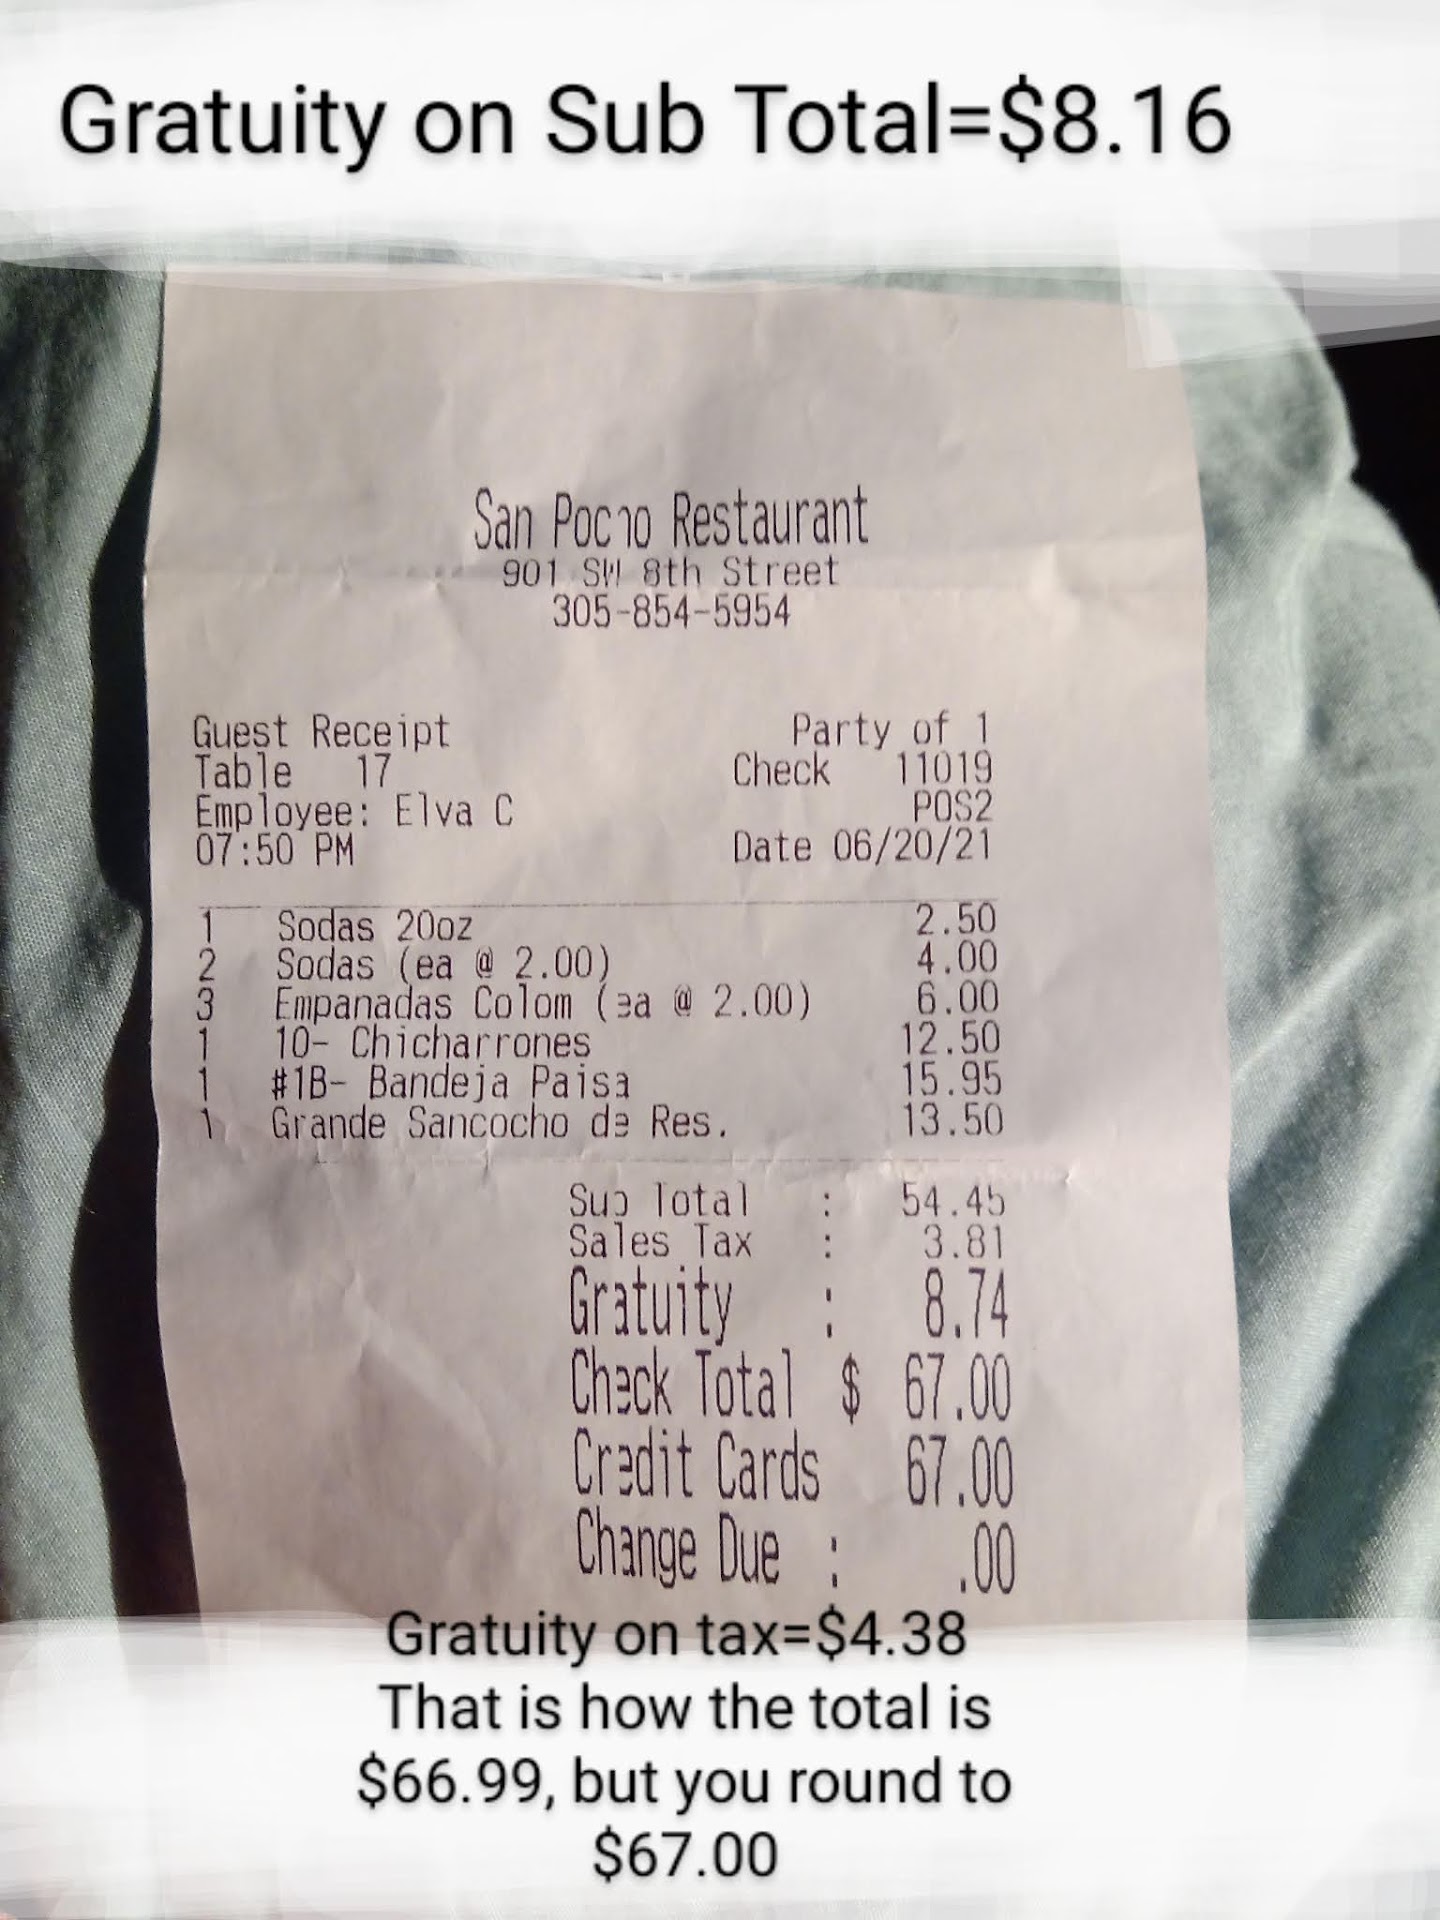 Gratuity on Sub Total=$8.16
San Pocho Restaurant
901 SW 8th Street
305-854-5954
Guest Receipt Party of 1
Table 17 Check 11019
Employee: Elva C POS2
07:50 PM Date 06/20/21
1 Sodas 20oz 2.50
2 Sodas (ea @ 2.00) 4.00
3 Empanadas Colom (ea @ 2.00) 6.00
1 10- Chicharrones 12.50
1 #1B- Bandeja Paisa 15.95
1 Grande Sancocho de Res. 13.50
Sub Total : 54.45
Sales Tax : 3.81
Gratuity : 8.74
Check Total $ 67.00
Credit Cards 67.00
Change Due : .00
Gratuity on tax=$4.38
That is how the total is
$66.99, but you round to
$67.00